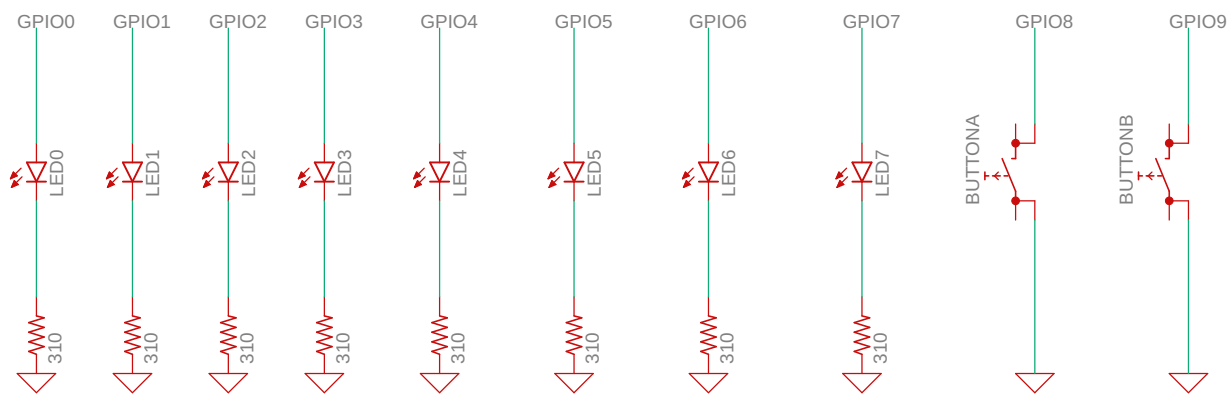 GPIO0 GPIO1 GPIO2 GPIO3 GPIO4 GPIO5 GPIO6 GPIO7 GPIO8 GPIO9
LED0 LED1 LED2 LED3 LED4 LED5 LED6 LED7 BUTTONA BUTTONB
310 310 310 310 310 310 310 310